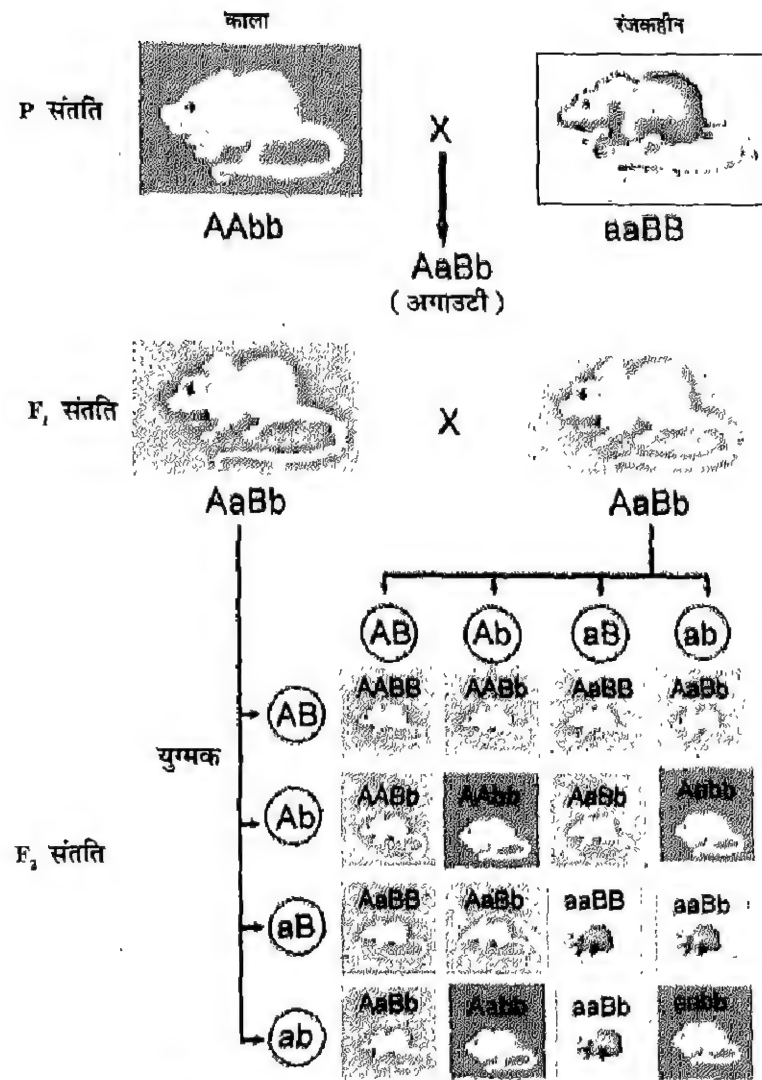 काला
रंजकहीन
P संतति
X
AAbb
aaBB
AaBb
( अगाउटी )
F₁ संतति
X
AaBb
AaBb
AB Ab aB ab
AABB AABb AaBB AaBb
AB
युग्मक
AABb AAbb AaBb Aabb
Ab
F₂ संतति
AaBB AaBb aaBB aaBb
aB
AaBb Aabb aaBb aabb
ab